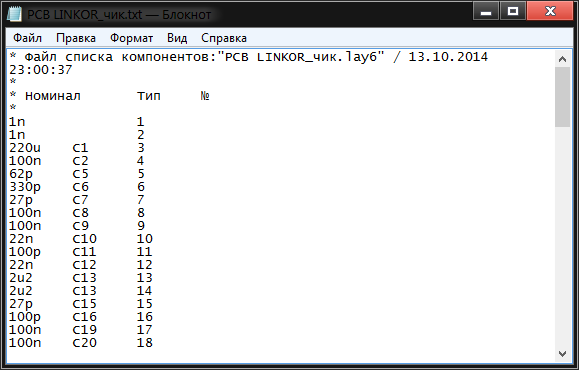 PCB LINKOR_чик.txt — Блокнот
Файл Правка Формат Вид Справка
* Файл списка компонентов:"PCB LINKOR_чик.lay6" / 13.10.2014
23:00:37
*
* Номинал Тип №
*
1n 1
1n 2
220u C1 3
100n C2 4
62p C5 5
330p C6 6
27p C7 7
100n C8 8
100n C9 9
22n C10 10
100p C11 11
22n C12 12
2u2 C13 13
2u2 C13 14
27p C15 15
100p C16 16
100n C19 17
100n C20 18